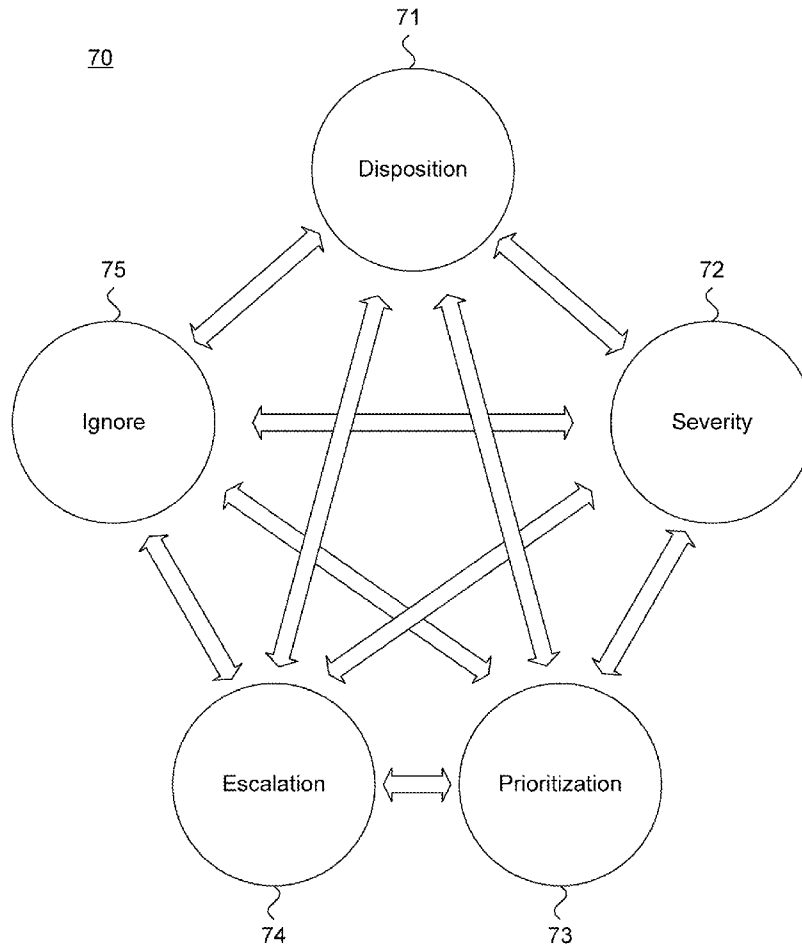 71
70
Disposition
75
72
Ignore
Severity
Escalation
Prioritization
74
73